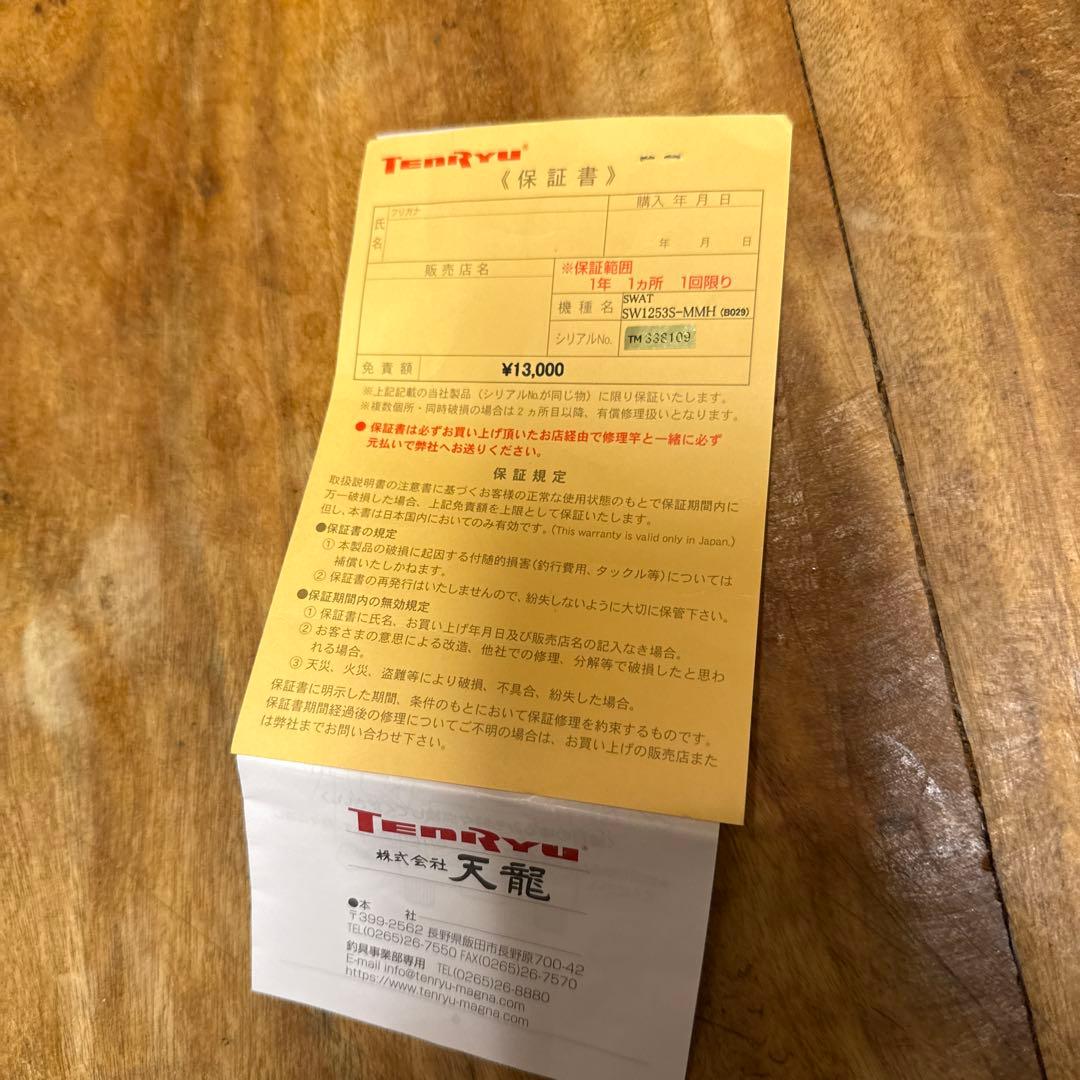 TENRYU®
《保証書》
フリガナ
氏名
購入年月日
年 月 日
販売店名
※保証範囲
1年 1ヵ所 1回限り
機種名 SWAT
SW1253S-MMH (B029)
シリアルNo. TM 338109
免責額 ¥13,000
※上記記載の当社製品（シリアルNo.が同じ物）に限り保証いたします。
※複数個所・同時破損の場合は2ヵ所目以降、有償修理扱いとなります。
●保証書は必ずお買い上げ頂いたお店経由で修理竿と一緒に必ず
元払いで弊社へお送りください。
保証規定
取扱説明書の注意書に基づくお客様の正常な使用状態のもとで保証期間内に
万一破損した場合、上記免責額を上限として保証いたします。
但し、本書は日本国内においてのみ有効です。(This warranty is valid only in Japan.)
●保証書の規定
① 本製品の破損に起因する付随的損害（釣行費用、タックル等）については
補償いたしかねます。
② 保証書の再発行はいたしませんので、紛失しないように大切に保管下さい。
●保証期間内の無効規定
① 保証書に氏名、お買い上げ年月日及び販売店名の記入なき場合。
② お客さまの意思による改造、他社での修理、分解等で破損したと思わ
れる場合。
③ 天災、火災、盗難等により破損、不具合、紛失した場合。
保証書に明示した期間、条件のもとにおいて保証修理を約束するものです。
保証書期間経過後の修理についてご不明の場合は、お買い上げの販売店また
は弊社までお問い合わせ下さい。
TENRYU®
株式会社 天龍
●本 社
〒399-2562 長野県飯田市長野原700-42
TEL(0265)26-7550 FAX(0265)26-7570
釣具事業部専用 TEL(0265)26-8880
E-mail info@tenryu-magna.com
https://www.tenryu-magna.com